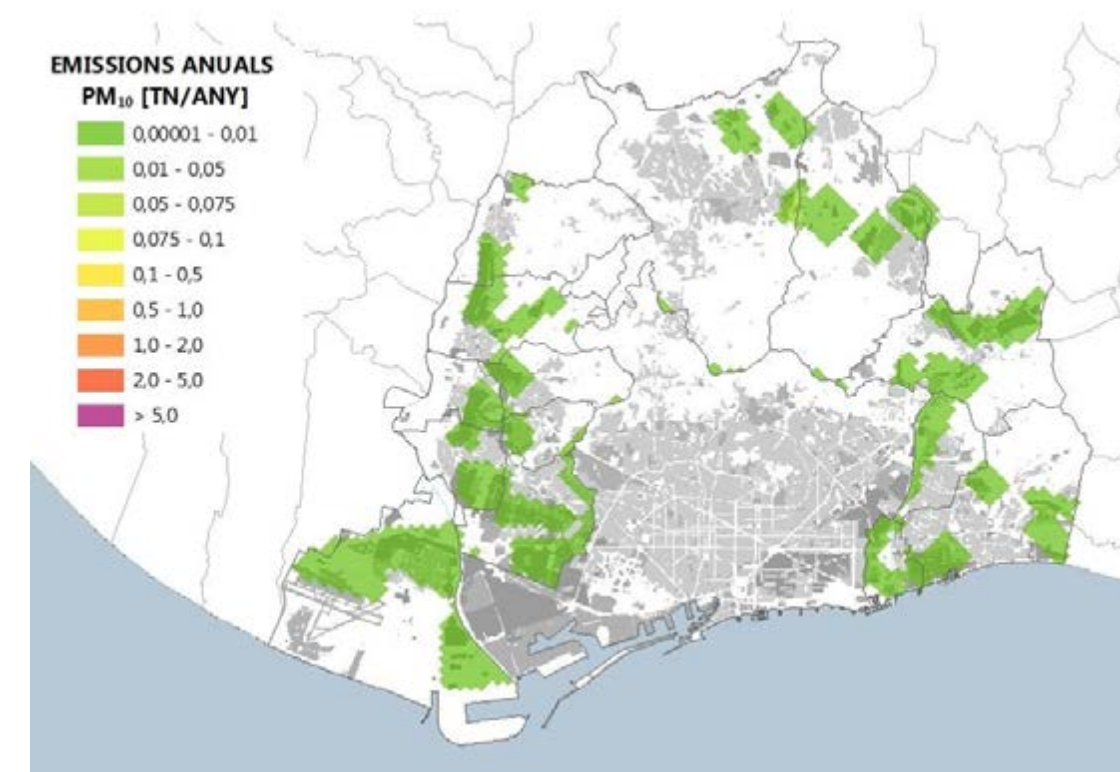 EMISSIONS ANUALS
PM₁₀ [TN/ANY]
0,00001 - 0,01
0,01 - 0,05
0,05 - 0,075
0,075 - 0,1
0,1 - 0,5
0,5 - 1,0
1,0 - 2,0
2,0 - 5,0
> 5,0